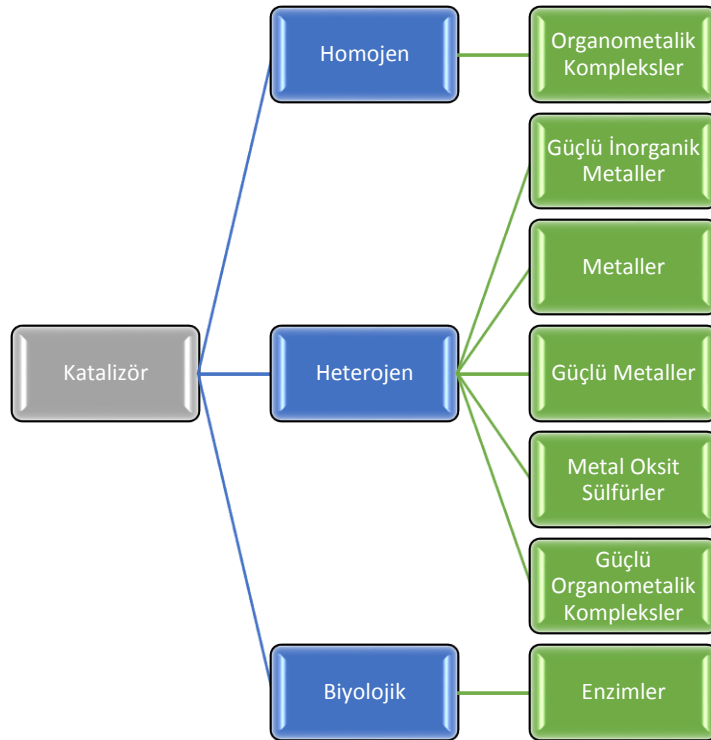 Homojen
Organometalik
Kompleksler
Güçlü İnorganik
Metaller
Metaller
Katalizör
Heterojen
Güçlü Metaller
Metal Oksit
Sülfürler
Güçlü
Organometalik
Kompleksler
Biyolojik
Enzimler